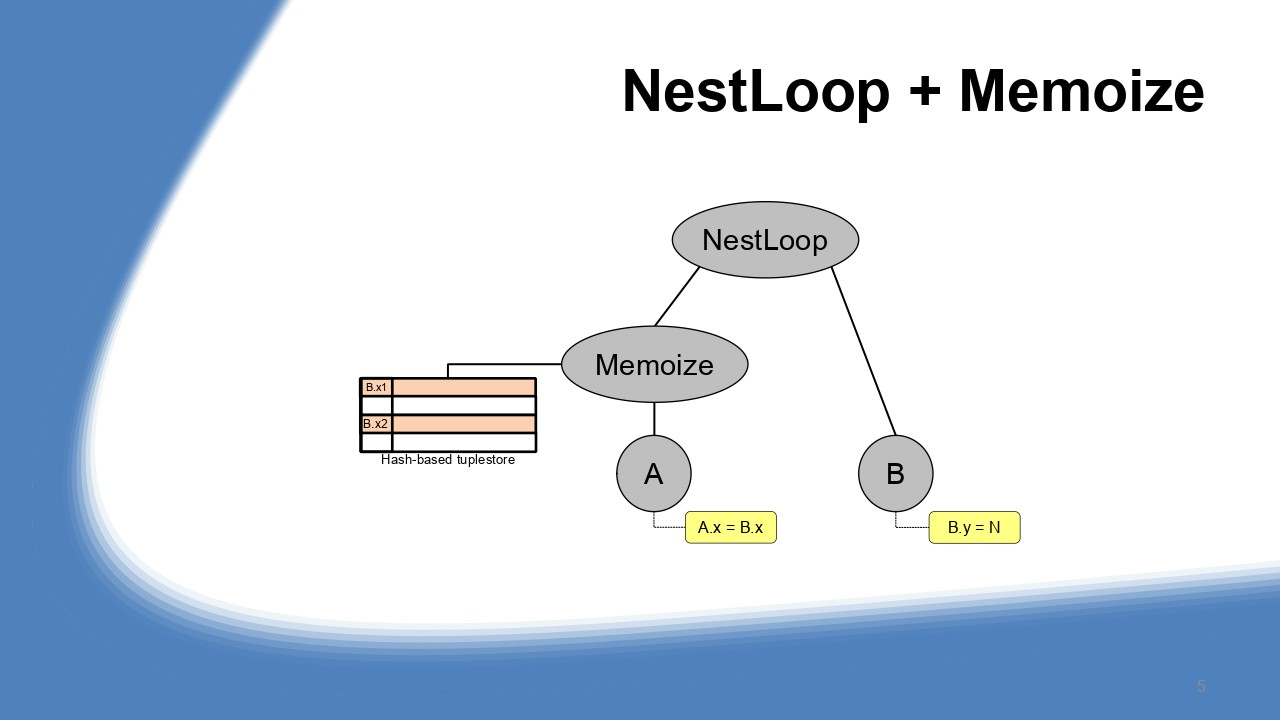 NestLoop + Memoize
NestLoop
Memoize
B.x1
B.x2
Hash-based tuplestore
A
B
A.x = B.x
B.y = N
5